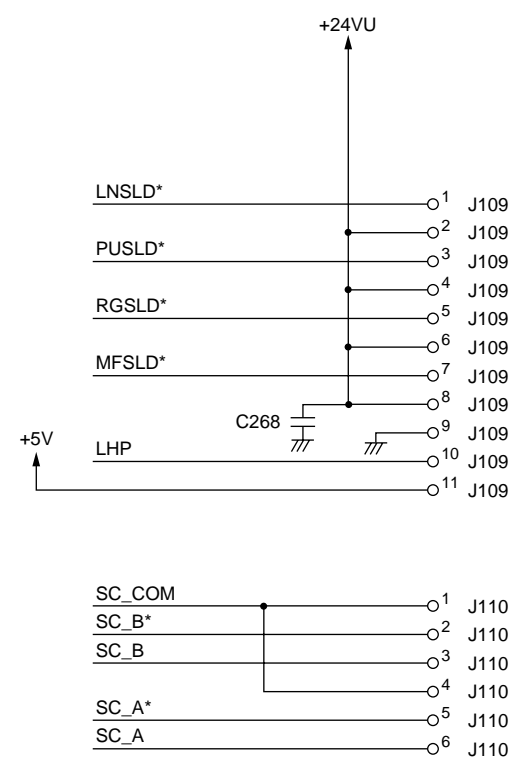 +24VU
LNSLD* 1 J109
2 J109
PUSLD* 3 J109
4 J109
RGSLD* 5 J109
6 J109
MFSLD* 7 J109
8 J109
C268 9 J109
+5V
LHP 10 J109
11 J109
SC_COM 1 J110
SC_B* 2 J110
SC_B 3 J110
4 J110
SC_A* 5 J110
SC_A 6 J110